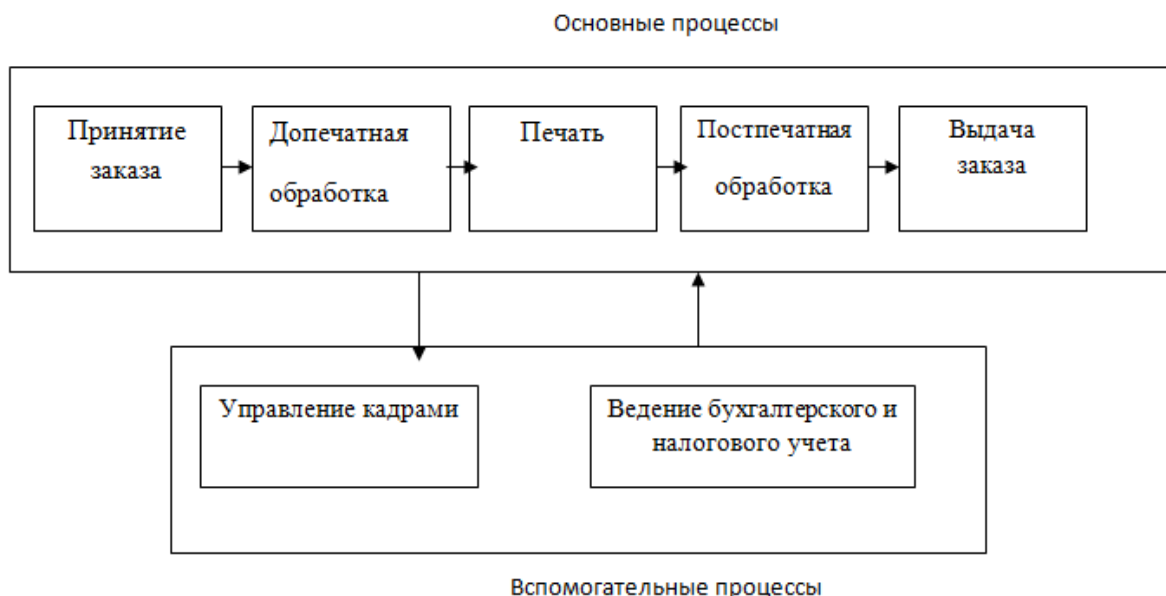 Основные процессы
Принятие
заказа
Допечатная
обработка
Печать
Постпечатная
обработка
Выдача
заказа
Управление кадрами
Ведение бухгалтерского и
налогового учета
Вспомогательные процессы